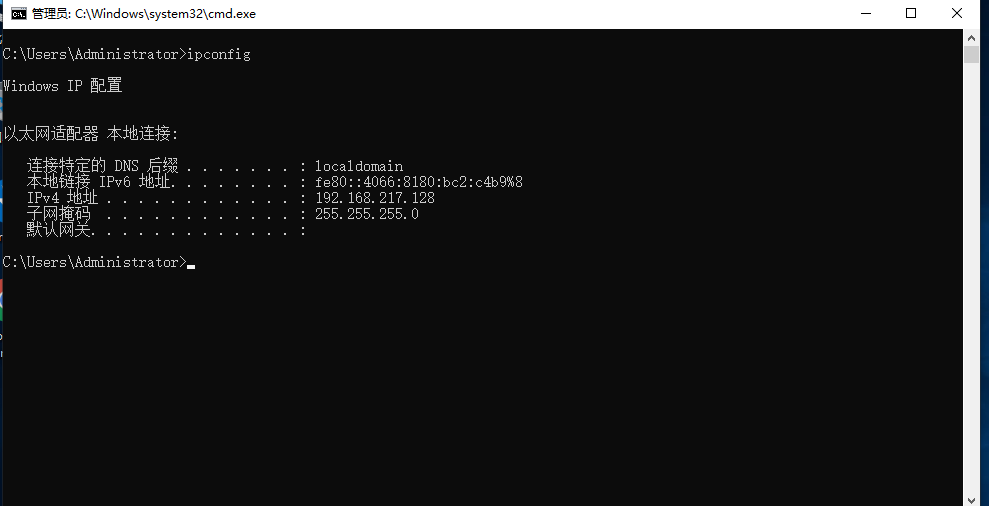 管理员: C:\Windows\system32\cmd.exe
C:\Users\Administrator>ipconfig
Windows IP 配置
以太网适配器 本地连接:
连接特定的 DNS 后缀 . . . . . . . : localdomain
本地链接 IPv6 地址. . . . . . . . : fe80::4066:8180:bc2:c4b9%8
IPv4 地址 . . . . . . . . . . . . : 192.168.217.128
子网掩码  . . . . . . . . . . . . : 255.255.255.0
默认网关. . . . . . . . . . . . . :
C:\Users\Administrator>